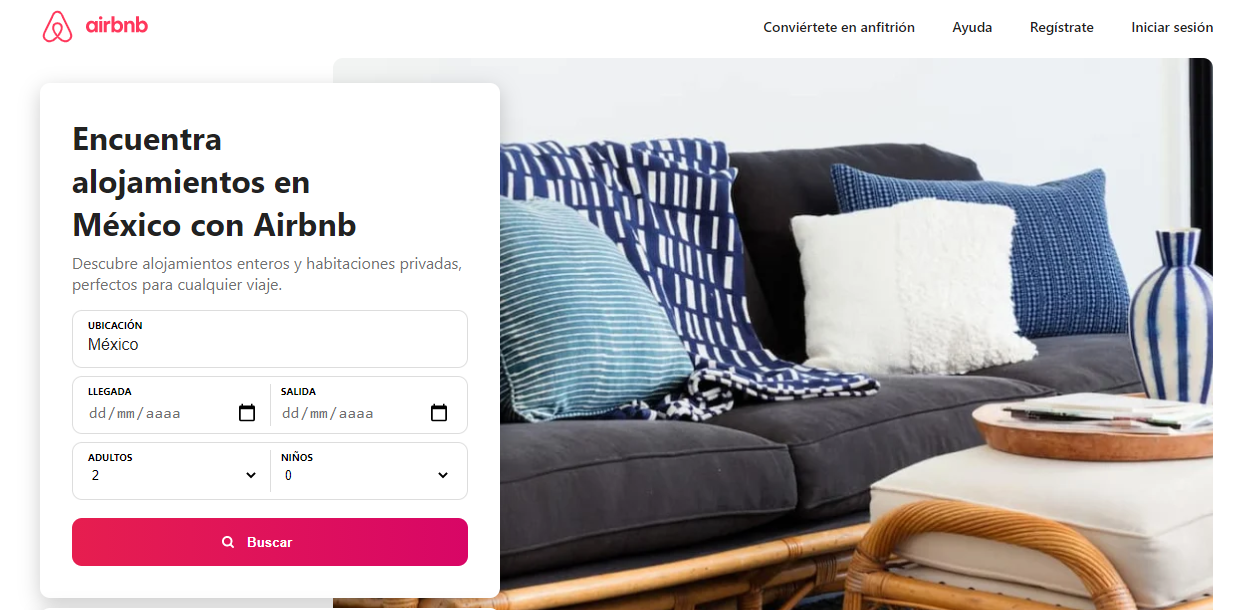 airbnb
Conviértete en anfitrión
Ayuda
Regístrate
Iniciar sesión
Encuentra
alojamientos en
México con Airbnb
Descubre alojamientos enteros y habitaciones privadas,
perfectos para cualquier viaje.
UBICACIÓN
México
LLEGADA
dd/mm/aaaa
SALIDA
dd/mm/aaaa
ADULTOS
2
NIÑOS
0
Buscar